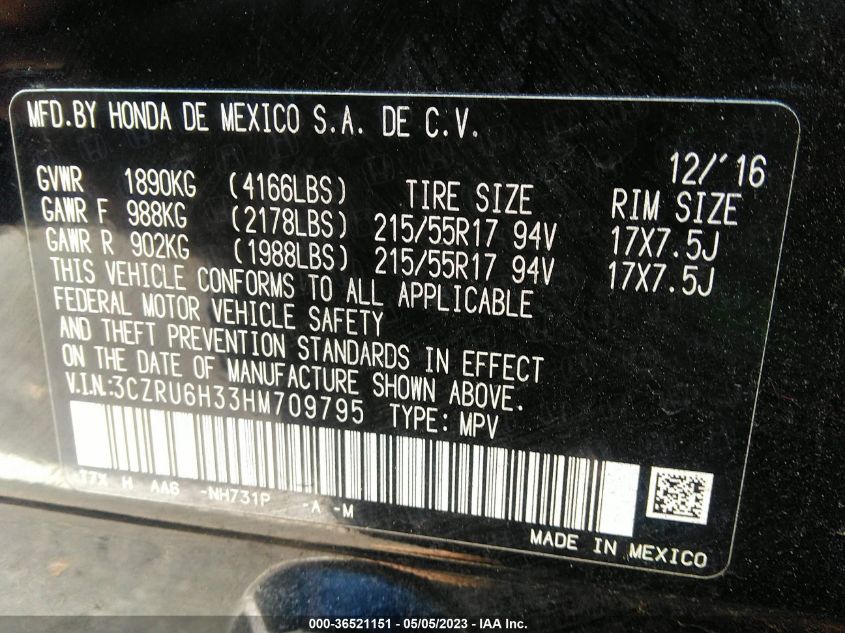 MFD.BY HONDA DE MEXICO S.A. DE C.V.
12/'16
GVWR 1890KG (4166LBS) TIRE SIZE RIM SIZE
GAWR F 988KG (2178LBS) 215/55R17 94V 17X7.5J
GAWR R 902KG (1988LBS) 215/55R17 94V 17X7.5J
THIS VEHICLE CONFORMS TO ALL APPLICABLE
FEDERAL MOTOR VEHICLE SAFETY
AND THEFT PREVENTION STANDARDS IN EFFECT
ON THE DATE OF MANUFACTURE SHOWN ABOVE.
V.I.N.:3CZRU6H33HM709795 TYPE: MPV
17X H AA6 -NH731P -A -M
MADE IN MEXICO
000-36521151 - 05/05/2023 - IAA Inc.